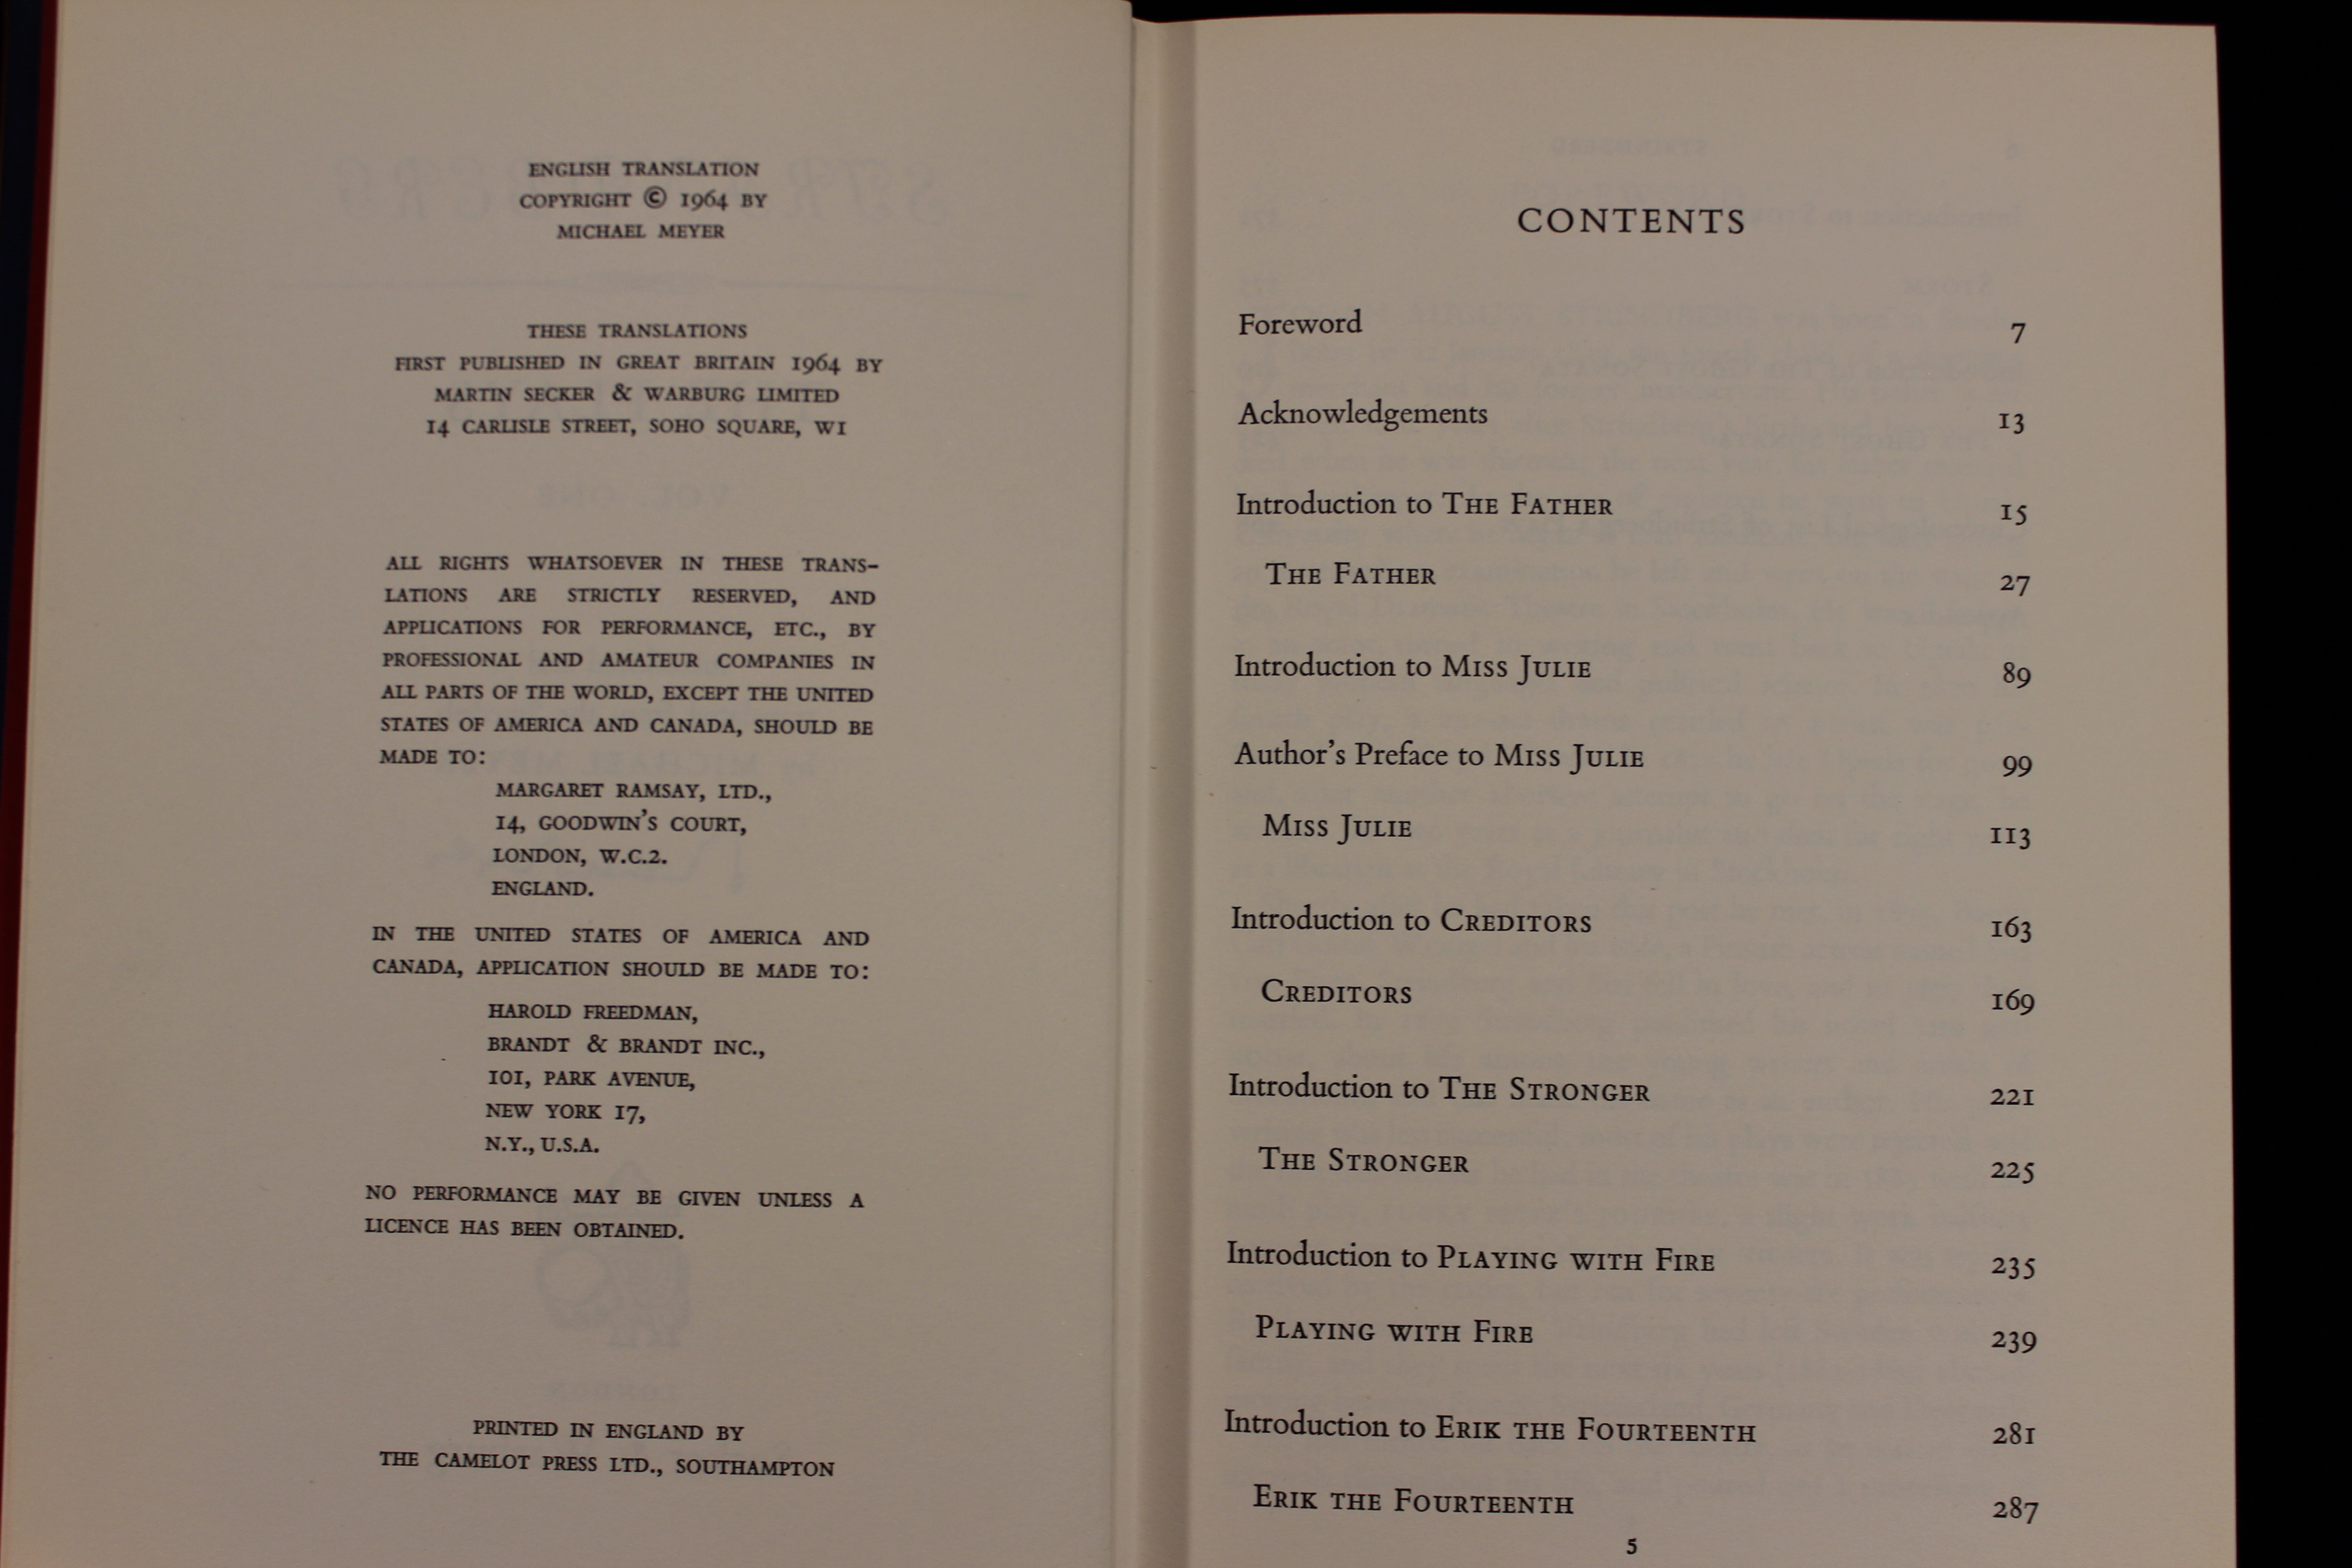 ENGLISH TRANSLATION
COPYRIGHT © 1964 BY
MICHAEL MEYER
THESE TRANSLATIONS
FIRST PUBLISHED IN GREAT BRITAIN 1964 BY
MARTIN SECKER & WARBURG LIMITED
14 CARLISLE STREET, SOHO SQUARE, W1
ALL RIGHTS WHATSOEVER IN THESE TRANS-
LATIONS ARE STRICTLY RESERVED, AND
APPLICATIONS FOR PERFORMANCE, ETC., BY
PROFESSIONAL AND AMATEUR COMPANIES IN
ALL PARTS OF THE WORLD, EXCEPT THE UNITED
STATES OF AMERICA AND CANADA, SHOULD BE
MADE TO:
MARGARET RAMSAY, LTD.,
14, GOODWIN'S COURT,
LONDON, W.C.2.
ENGLAND.
IN THE UNITED STATES OF AMERICA AND
CANADA, APPLICATION SHOULD BE MADE TO:
HAROLD FREEDMAN,
BRANDT & BRANDT INC.,
101, PARK AVENUE,
NEW YORK 17,
N.Y., U.S.A.
NO PERFORMANCE MAY BE GIVEN UNLESS A
LICENCE HAS BEEN OBTAINED.
PRINTED IN ENGLAND BY
THE CAMELOT PRESS LTD., SOUTHAMPTON
CONTENTS
Foreword 7
Acknowledgements 13
Introduction to THE FATHER 15
THE FATHER 27
Introduction to MISS JULIE 89
Author's Preface to MISS JULIE 99
MISS JULIE 113
Introduction to CREDITORS 163
CREDITORS 169
Introduction to THE STRONGER 221
THE STRONGER 225
Introduction to PLAYING WITH FIRE 235
PLAYING WITH FIRE 239
Introduction to ERIK THE FOURTEENTH 281
ERIK THE FOURTEENTH 287
5